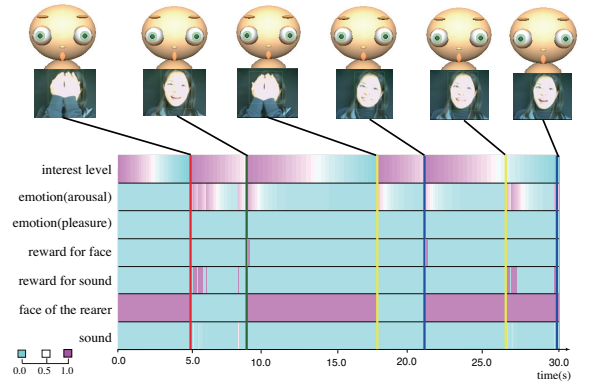 interest level
emotion(arousal)
emotion(pleasure)
reward for face
reward for sound
face of the rearer
sound
0.0 5.0 10.0 15.0 20.0 25.0 30.0
time(s)
0.0 0.5 1.0